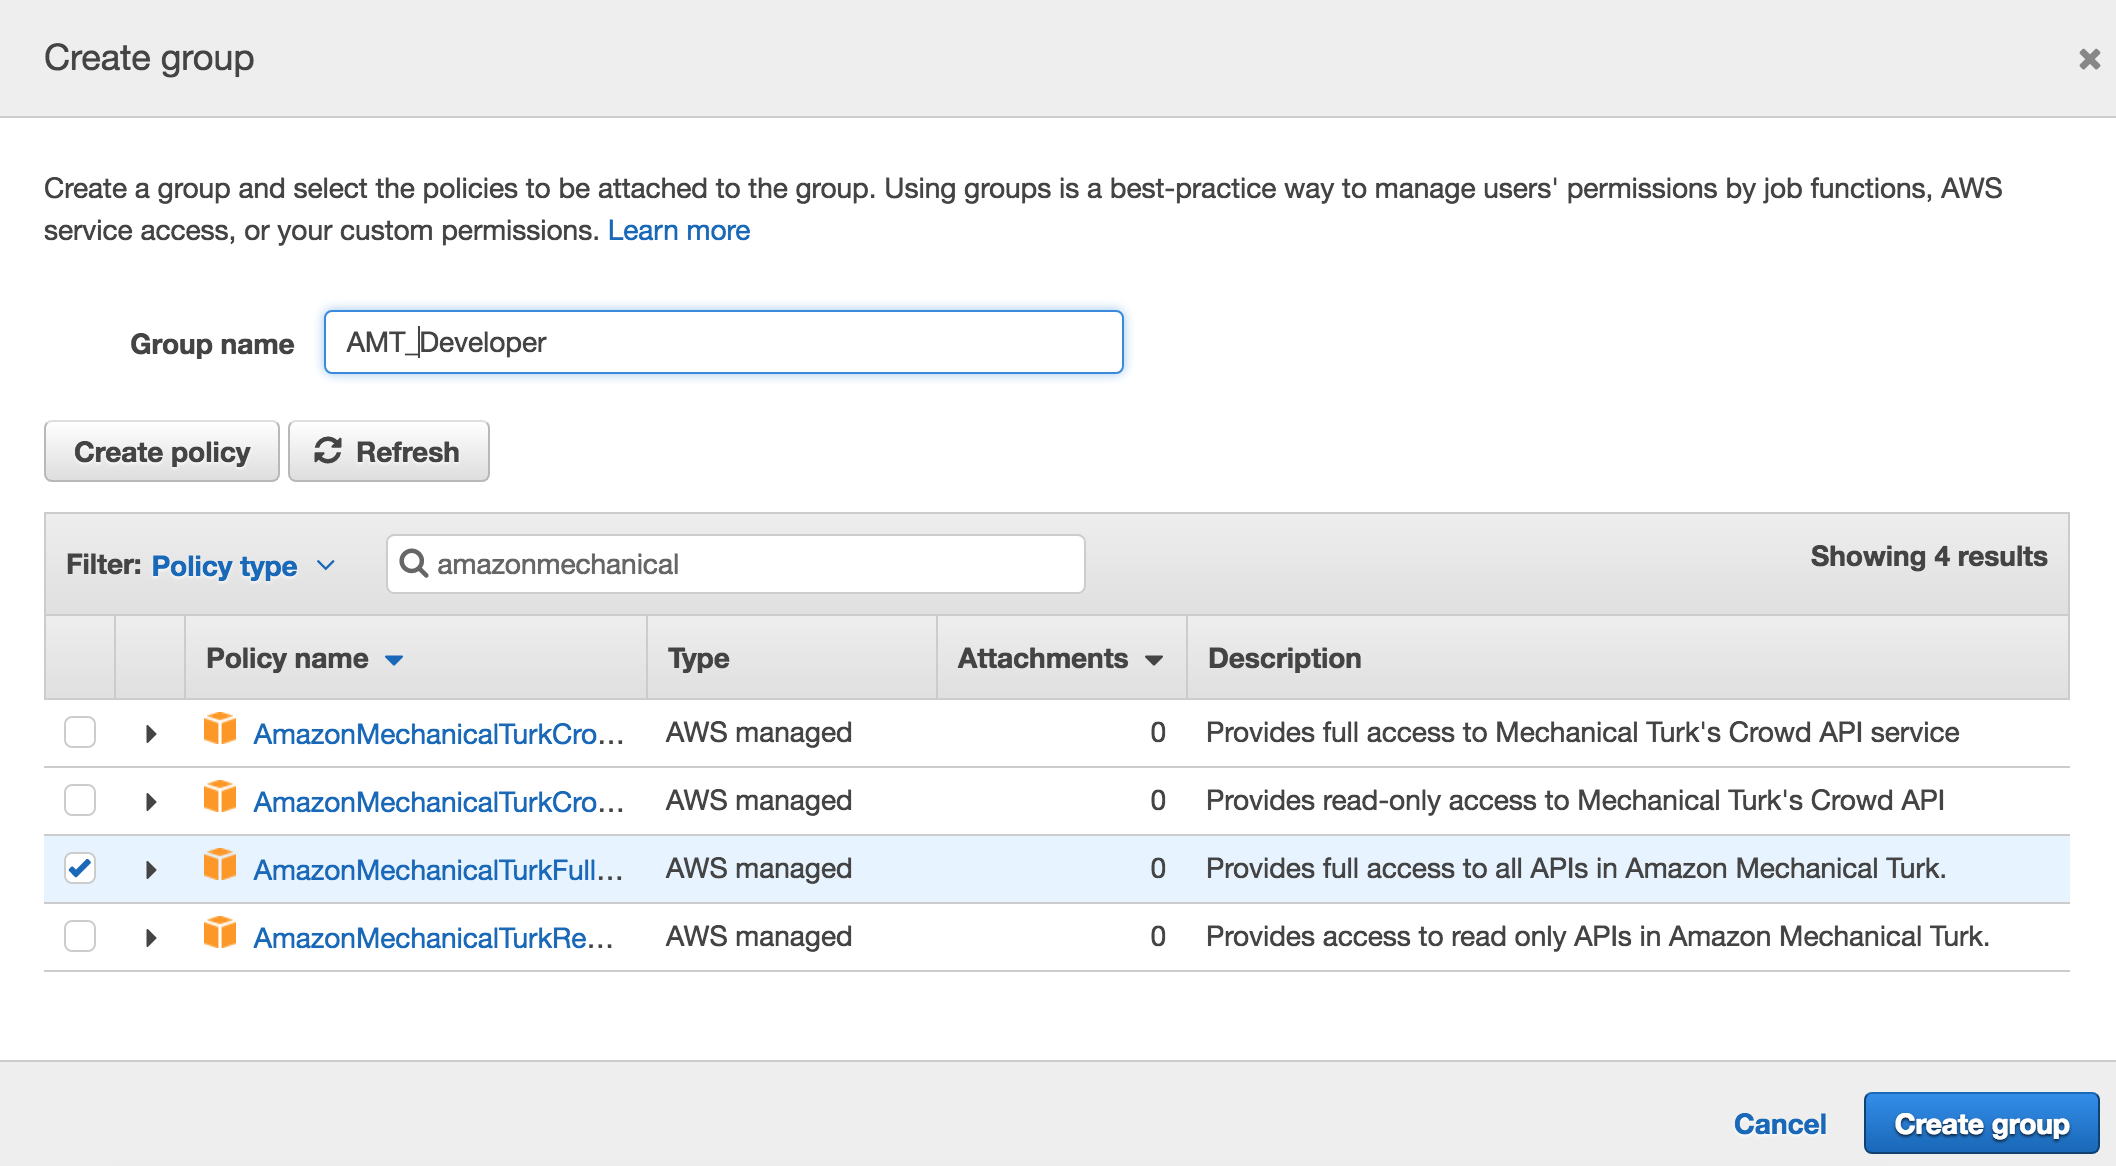 Create group
Create a group and select the policies to be attached to the group. Using groups is a best-practice way to manage users' permissions by job functions, AWS
service access, or your custom permissions. Learn more
Group name AMT_Developer
Create policy Refresh
Filter: Policy type amazonmechanical Showing 4 results
Policy name Type Attachments Description
AmazonMechanicalTurkCro... AWS managed 0 Provides full access to Mechanical Turk's Crowd API service
AmazonMechanicalTurkCro... AWS managed 0 Provides read-only access to Mechanical Turk's Crowd API
AmazonMechanicalTurkFull... AWS managed 0 Provides full access to all APIs in Amazon Mechanical Turk.
AmazonMechanicalTurkRe... AWS managed 0 Provides access to read only APIs in Amazon Mechanical Turk.
Cancel Create group